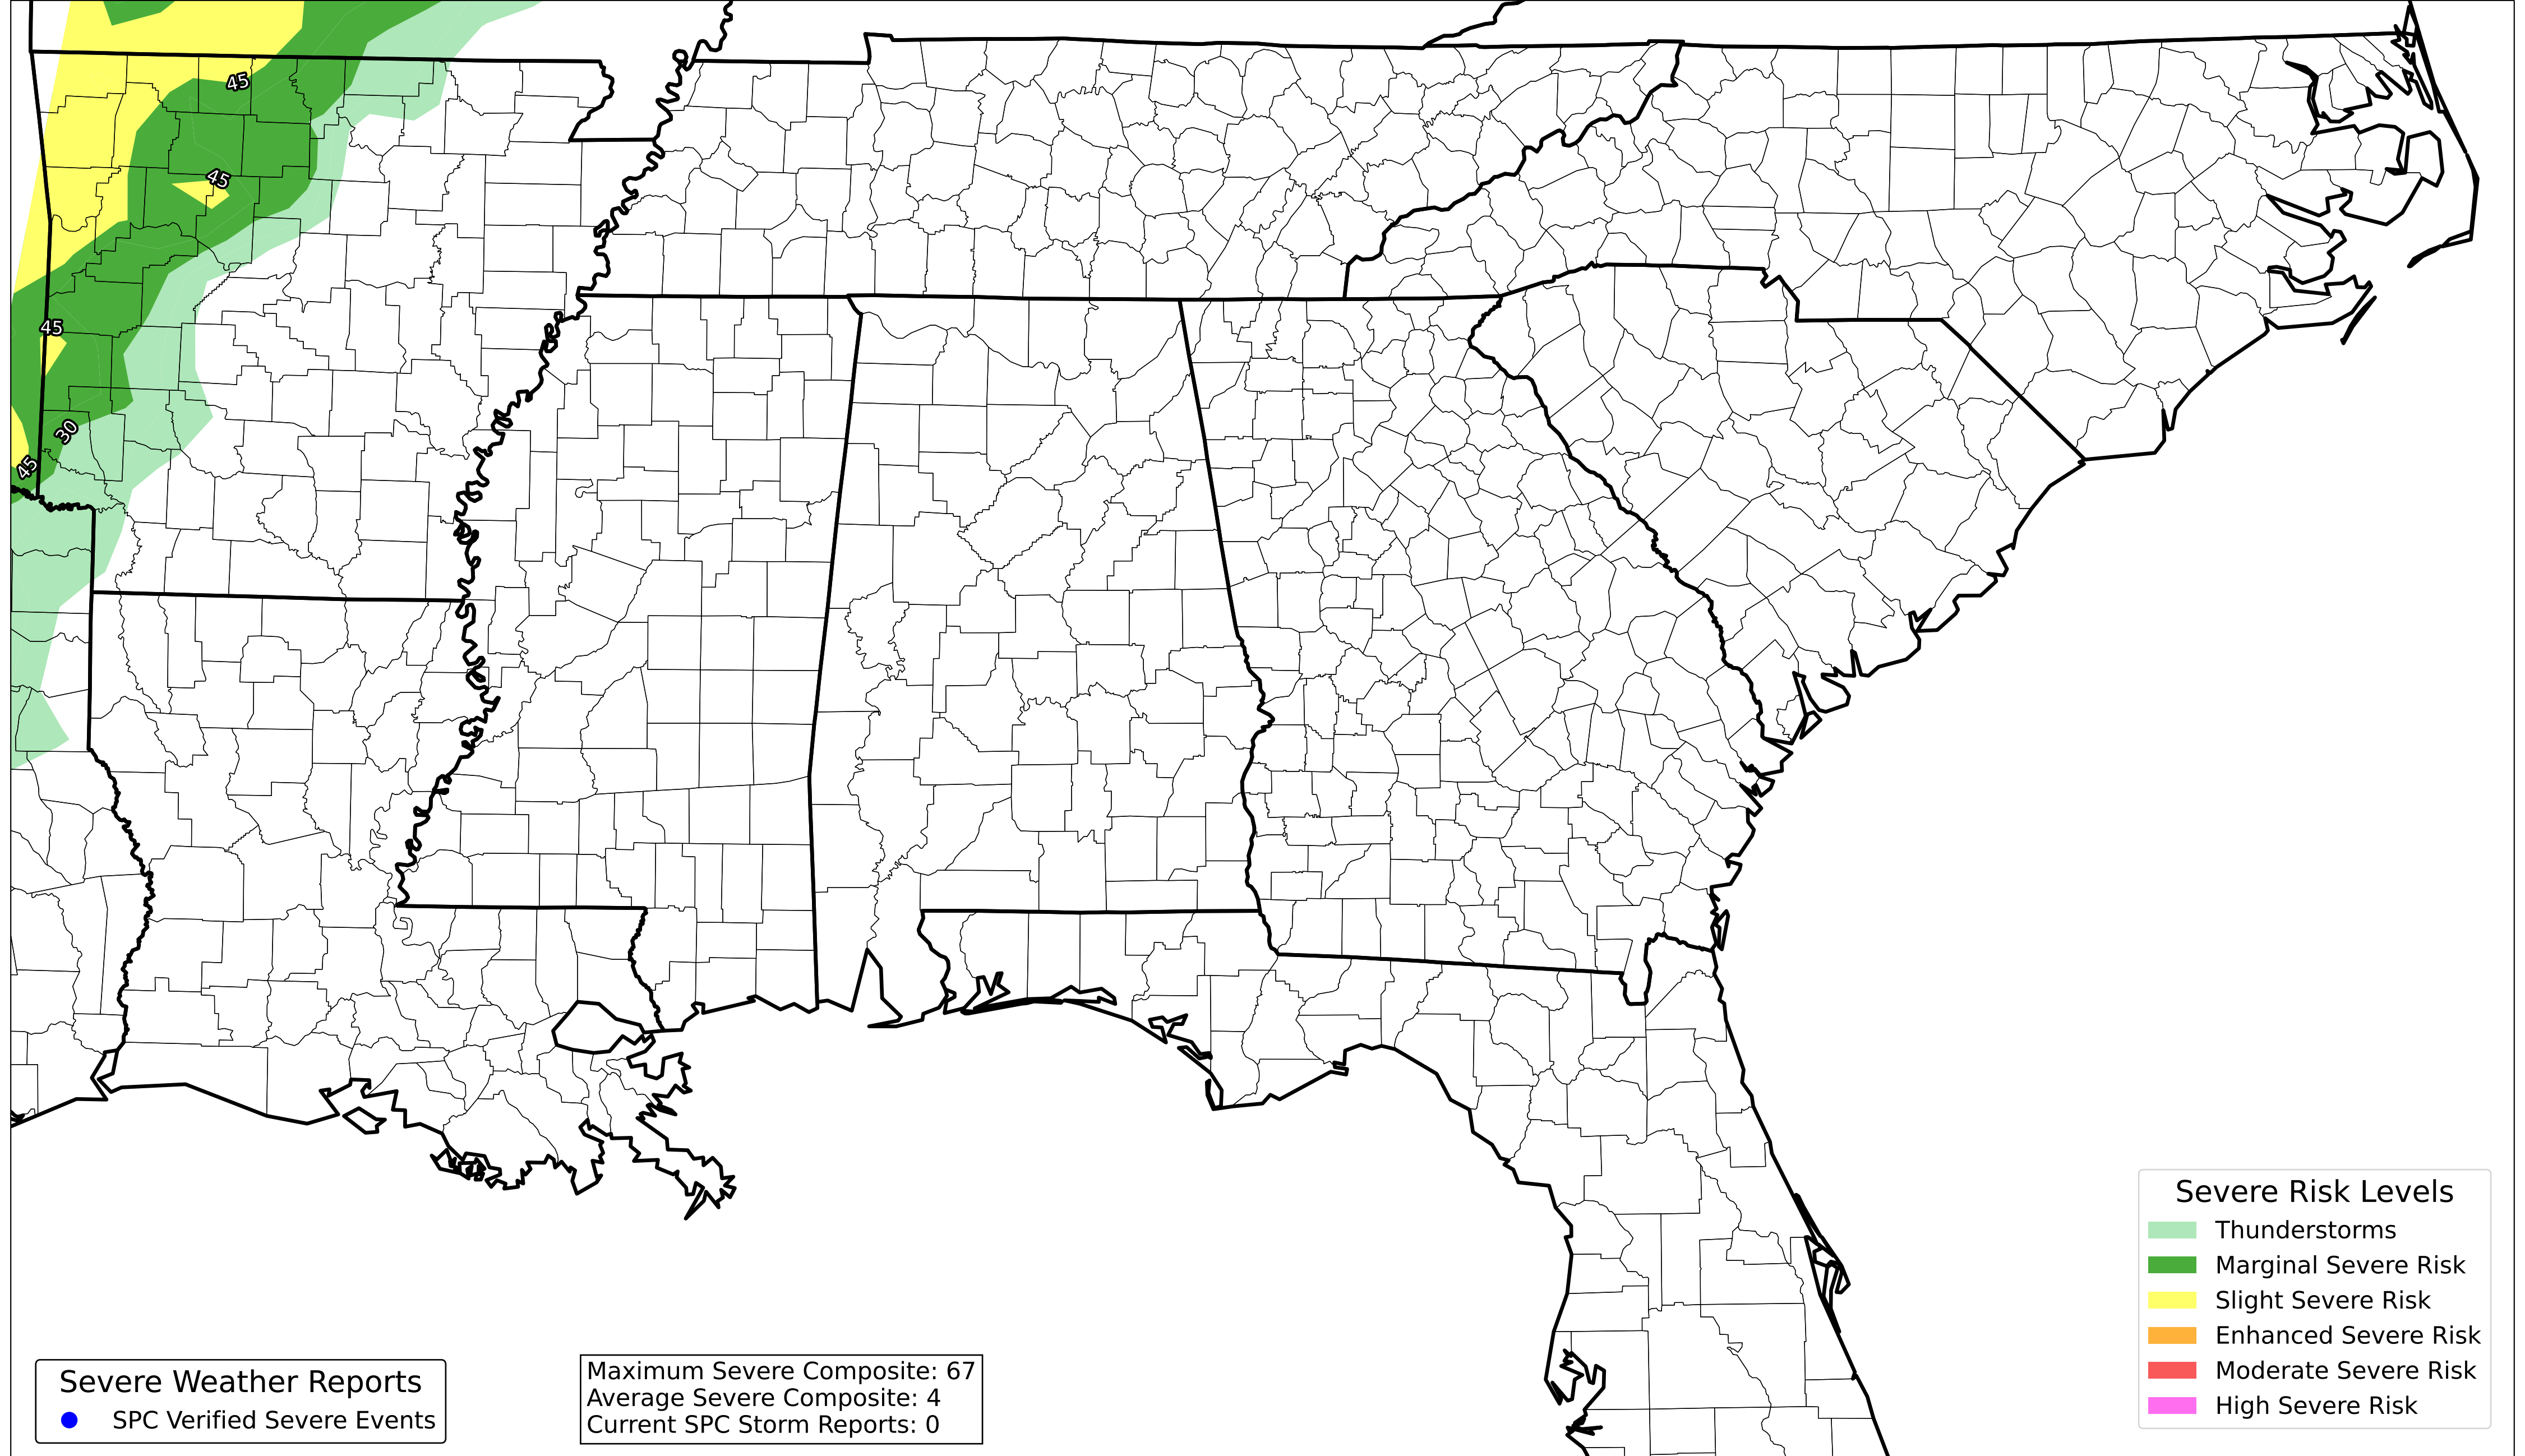 45
45
45
30
45
Severe Risk Levels
Thunderstorms
Marginal Severe Risk
Slight Severe Risk
Enhanced Severe Risk
Moderate Severe Risk
High Severe Risk
Severe Weather Reports
SPC Verified Severe Events
Maximum Severe Composite: 67
Average Severe Composite: 4
Current SPC Storm Reports: 0